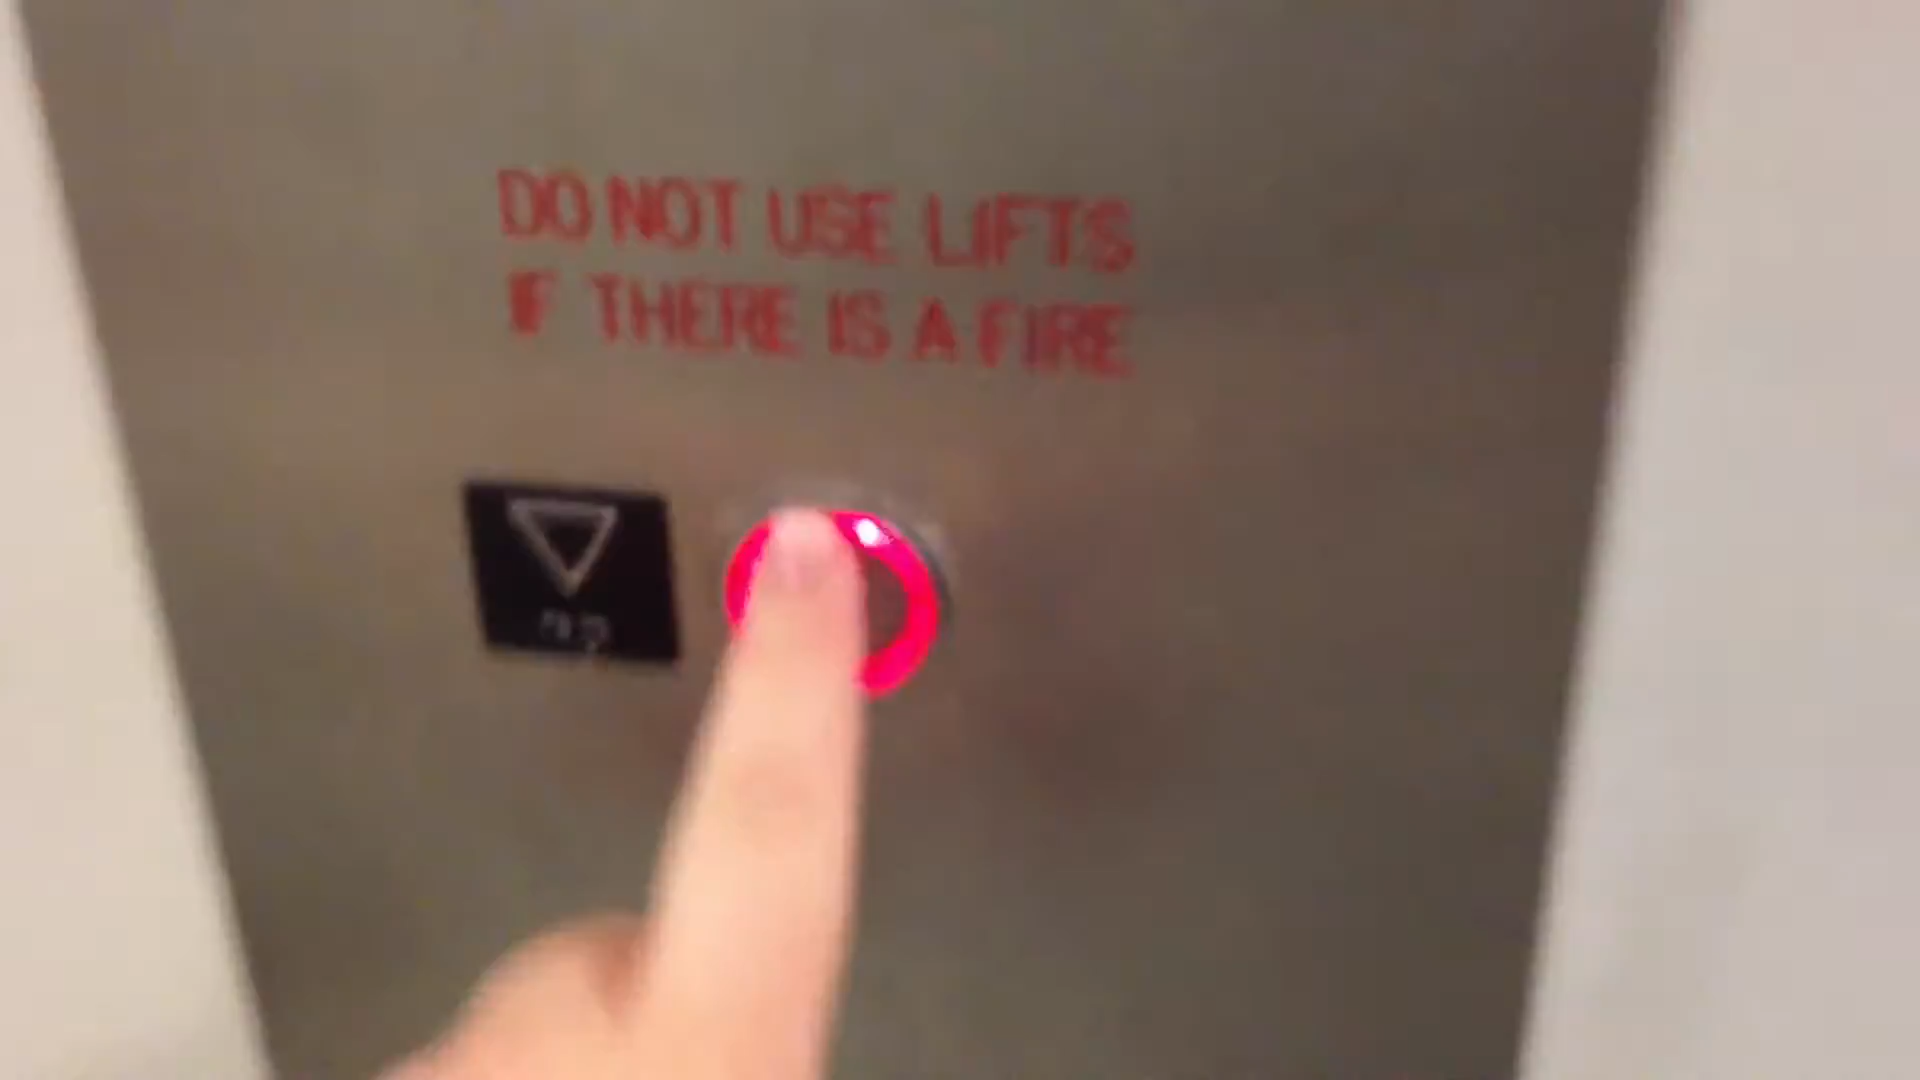 DO NOT USE LIFTS
IF THERE IS A FIRE